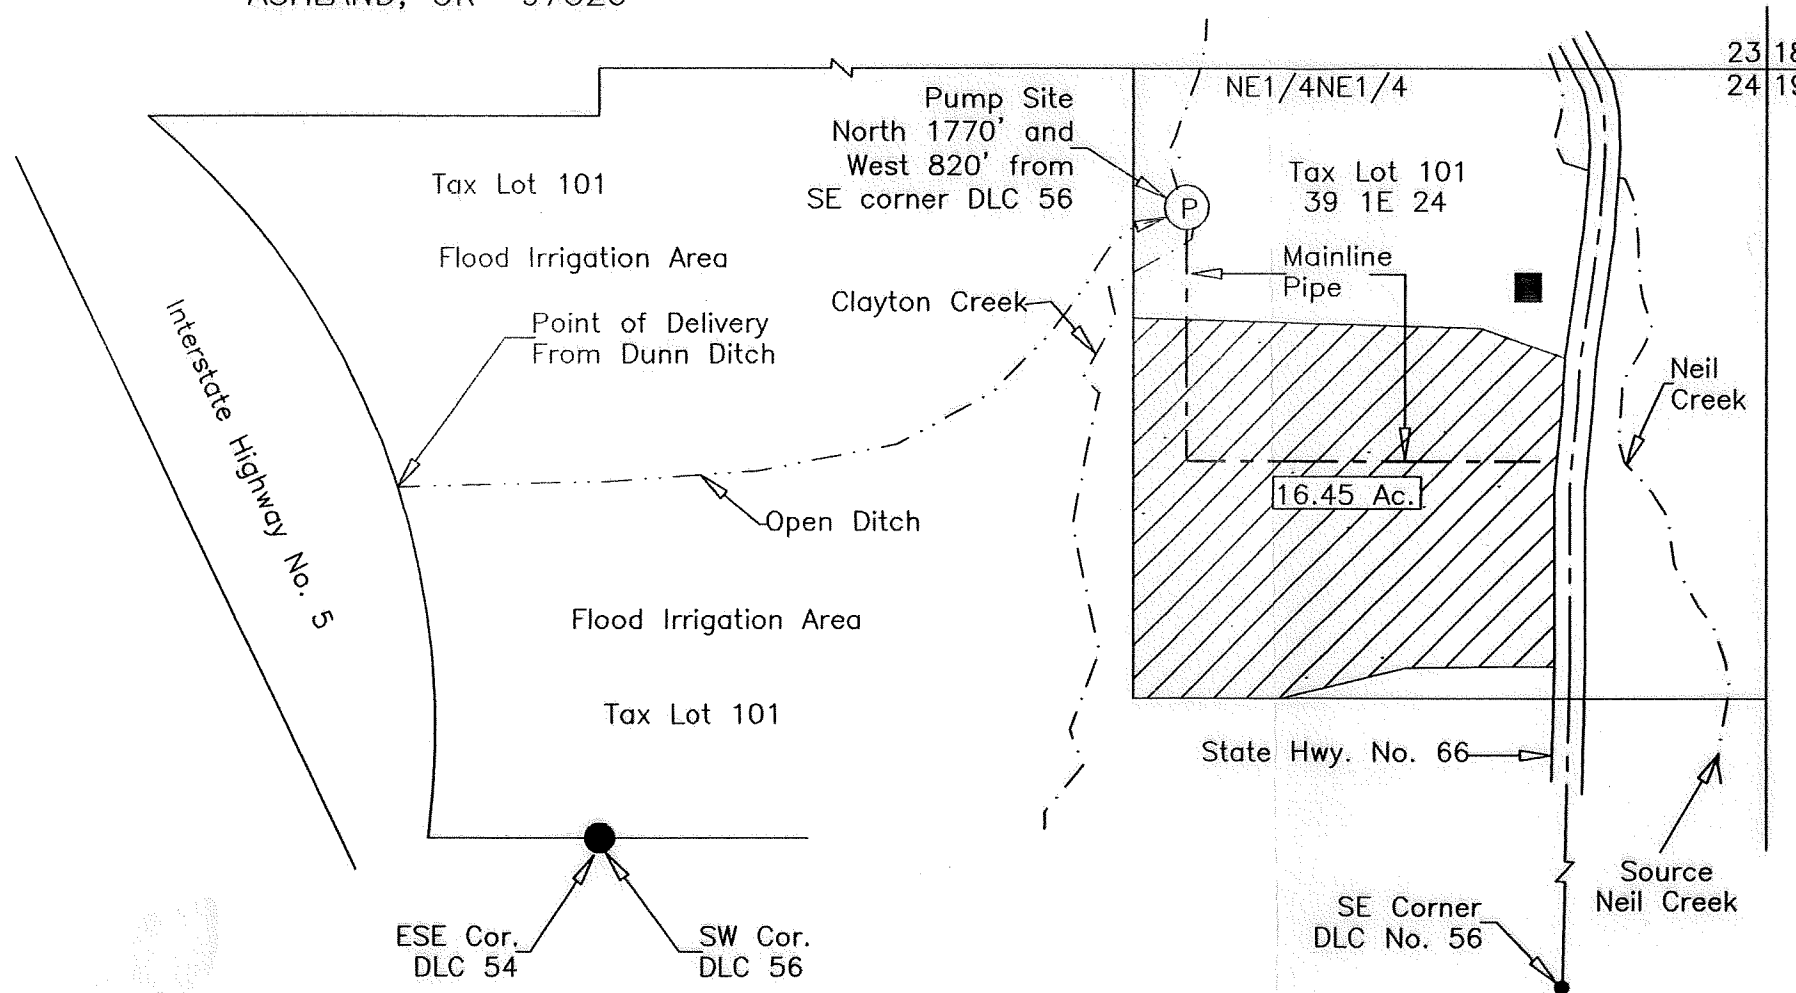 23 18
24
NE1/4NE1/4
Pump Site
North 1770' and
West 820' from
SE corner DLC 56
P
Tax Lot 101
39 1E 24
Tax Lot 101
Flood Irrigation Area
Mainline
Pipe
Clayton Creek
Interstate Highway No. 5
Point of Delivery
From Dunn Ditch
Neil
Creek
16.45 Ac.
Open Ditch
Flood Irrigation Area
Tax Lot 101
State Hwy. No. 66
Source
Neil Creek
SE Corner
DLC No. 56
ESE Cor.
DLC 54
SW Cor.
DLC 56